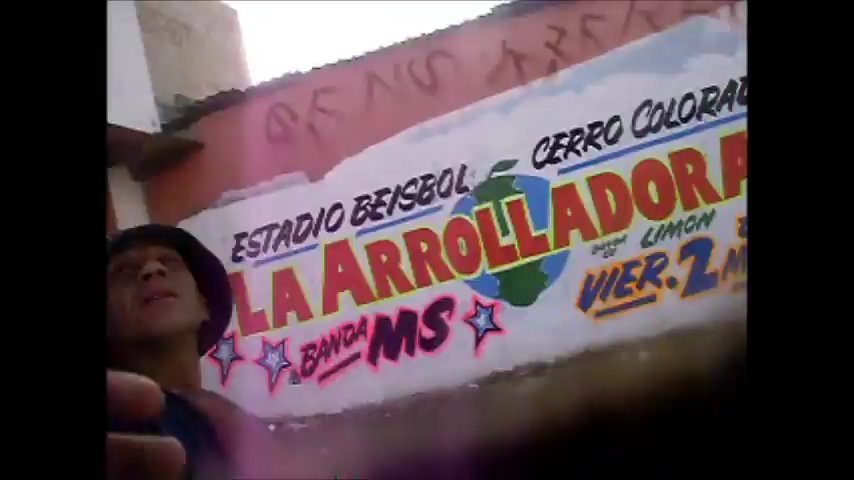 ESTADIO BEISBOL CERRO COLORAD
LA ARROLLADORA
LIMON
BANDA MS VIER. 2 M